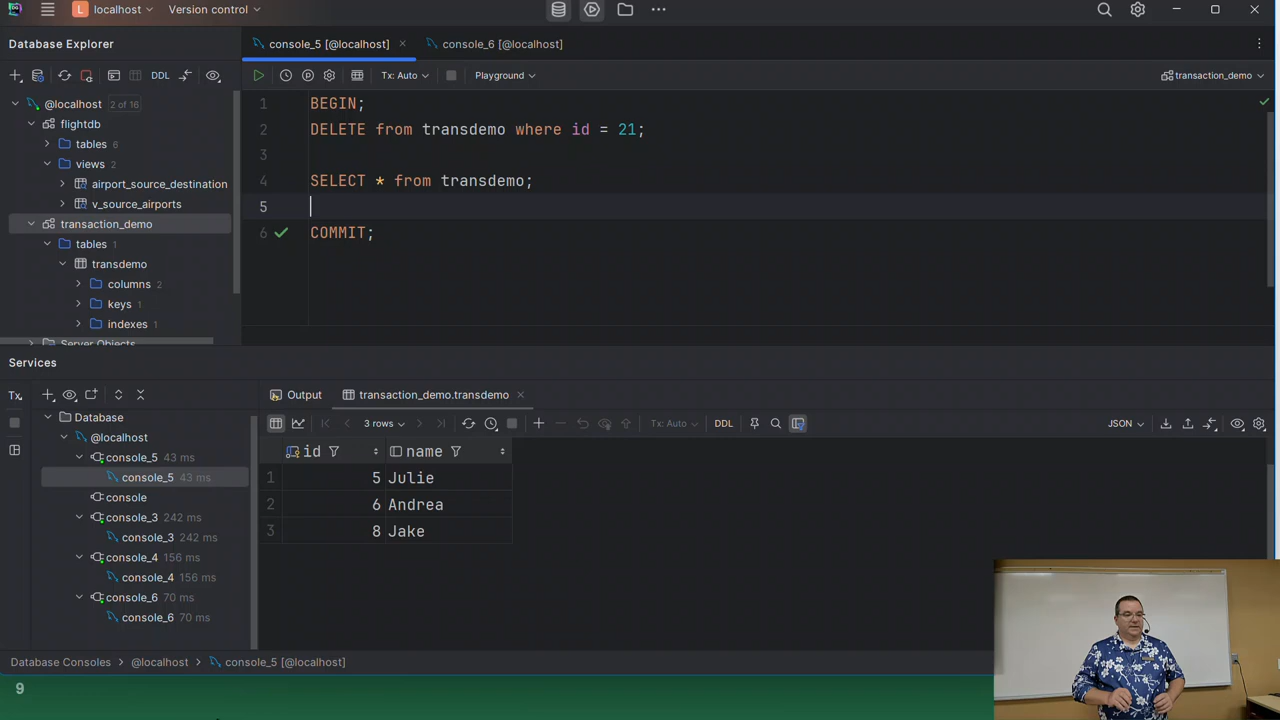 L localhost Version control
Database Explorer
console_5 [@localhost] console_6 [@localhost]
DDL
Tx: Auto Playground transaction_demo
@localhost 2 of 16
flightdb
tables 6
views 2
airport_source_destination
v_source_airports
transaction_demo
tables 1
transdemo
columns 2
keys 1
indexes 1
Server Objects
1 BEGIN;
2 DELETE from transdemo where id = 21;
3
4 SELECT * from transdemo;
5
6 COMMIT;
Services
Tx
Output transaction_demo.transdemo
3 rows Tx: Auto DDL JSON
Database
@localhost
console_5 43 ms
console_5 43 ms
console
console_3 242 ms
console_3 242 ms
console_4 156 ms
console_4 156 ms
console_6 70 ms
console_6 70 ms
id name
1 5 Julie
2 6 Andrea
3 8 Jake
Database Consoles @localhost console_5 [@localhost]
9